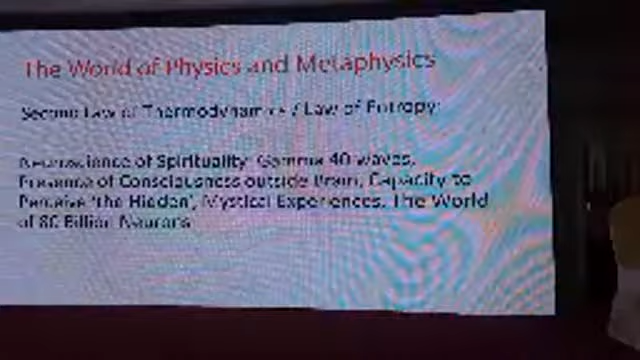 The World of Physics and Metaphysics
Second Law of Thermodynamics / Law of Entropy:
Neuroscience of Spirituality: Gamma 40 waves,
Presence of Consciousness outside Brain, Capacity to
Perceive 'the Hidden', Mystical Experiences. The World
of 80 Billion Neurons